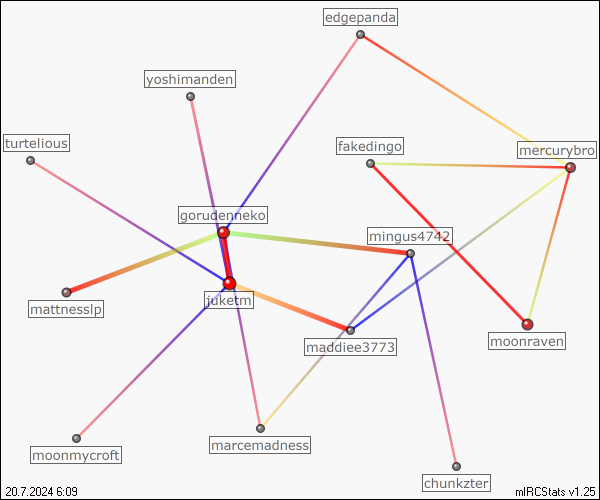 edgepanda
yoshimanden
turtelious
fakedingo
mercurybro
gorudenneko
mingus4742
mattnesslp
juketm
maddiee3773
moonraven
moonmycroft
marcemadness
chunkzter
20.7.2024 6:09
mIRCStats v1.25